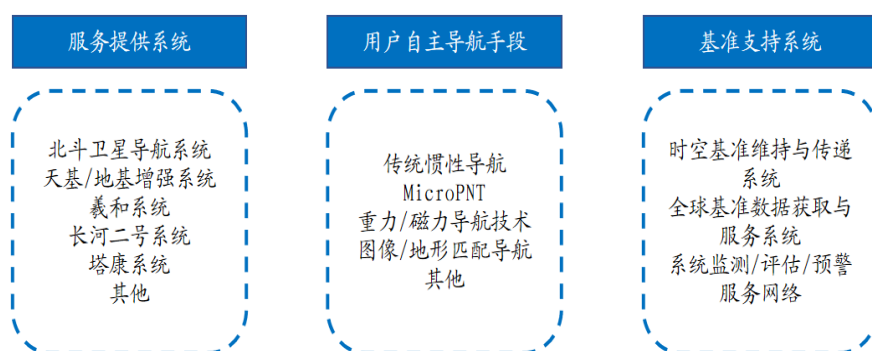 服务提供系统
北斗卫星导航系统
天基/地基增强系统
羲和系统
长河二号系统
塔康系统
其他
用户自主导航手段
传统惯性导航
MicroPNT
重力/磁力导航技术
图像/地形匹配导航
其他
基准支持系统
时空基准维持与传递
系统
全球基准数据获取与
服务系统
系统监测/评估/预警
服务网络